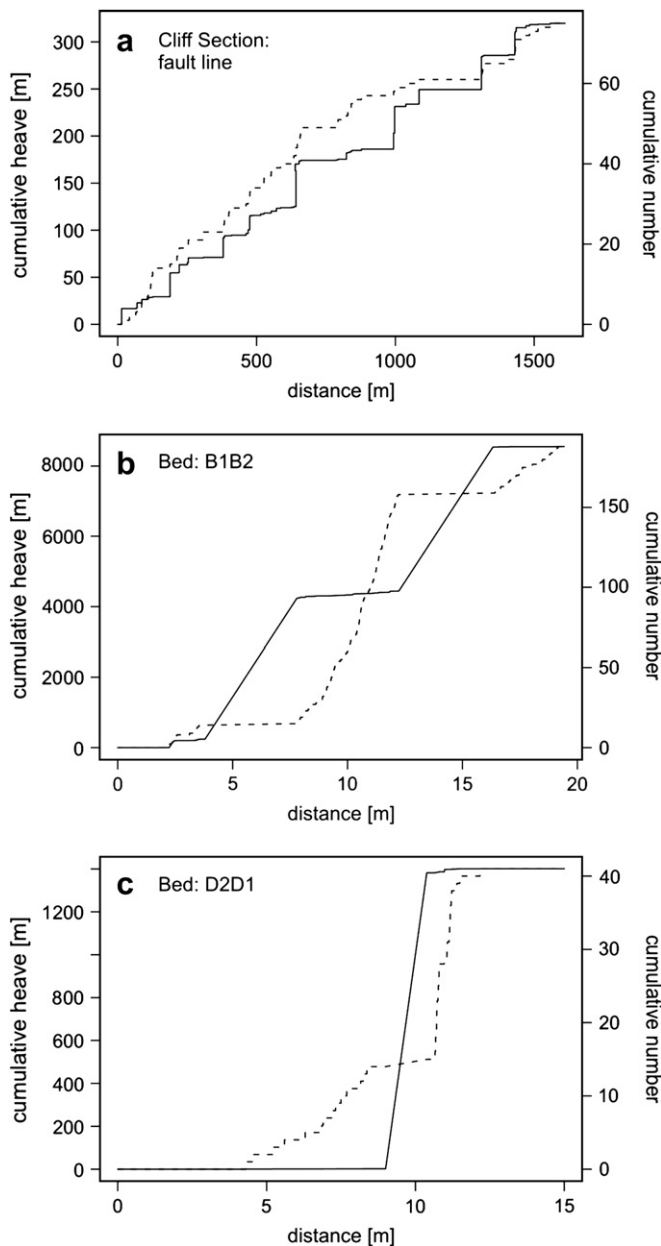 a Cliff Section:
fault line
cumulative heave [m]
320
250
200
150
100
50
0
cumulative number
60
40
20
0
0 500 1000 1500
distance [m]
b Bed: B1B2
cumulative heave [m]
8000
6000
4000
2000
0
cumulative number
150
100
50
0
0 5 10 15 20
distance [m]
c Bed: D2D1
cumulative heave [m]
1200
800
600
400
200
0
cumulative number
40
30
20
10
0
0 5 10 15
distance [m]